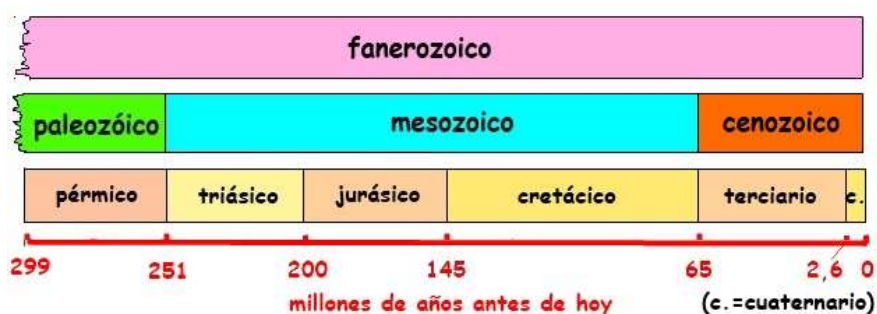 fanerozoico
paleozóico mesozoico cenozoico
pérmico triásico jurásico cretácico terciario c.
299 251 200 145 65 2,6 0
millones de años antes de hoy (c.=cuaternario)